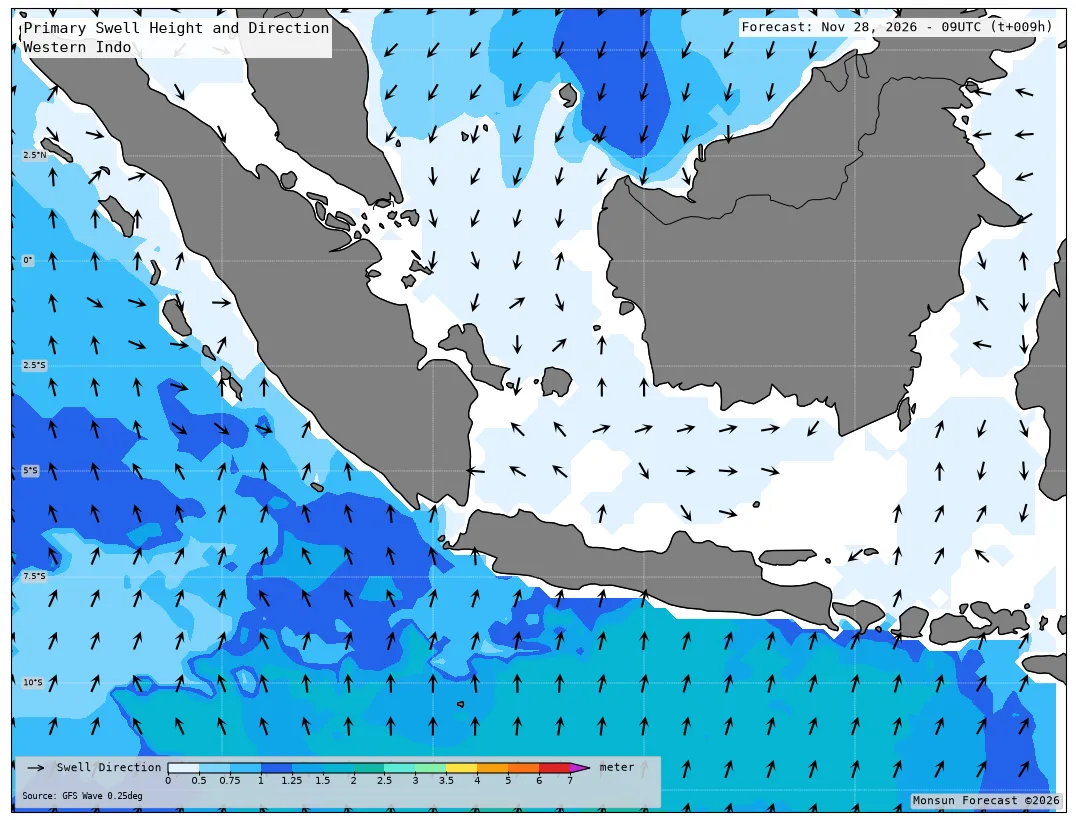 Primary Swell Height and Direction
Western Indo
Forecast: Nov 28, 2026 - 09UTC (t+009h)
2.5°N
0°
2.5°S
5°S
7.5°S
10°S
Swell Direction
meter
0 0.5 0.75 1 1.25 1.5 2 2.5 3 3.5 4 5 6 7
Source: GFS Wave 0.25deg
Monsun Forecast ©2026